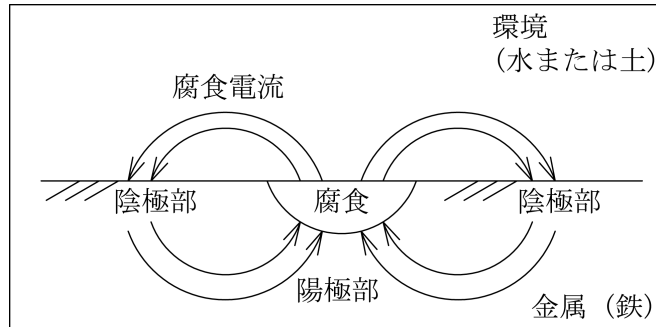 環境
(水または土)
腐食電流
陰極部
腐食
陰極部
陽極部
金属（鉄）